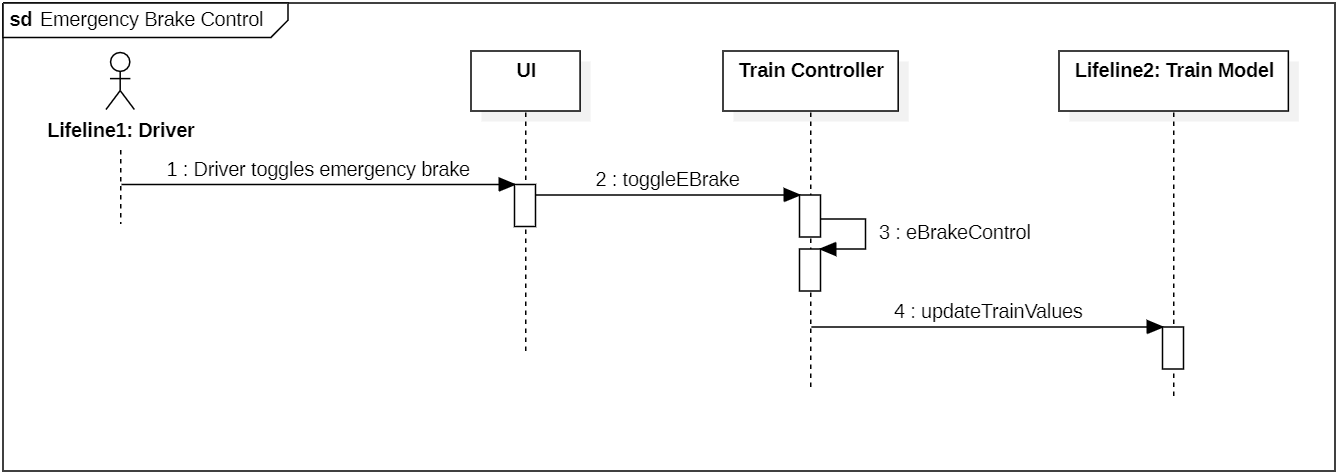 sd Emergency Brake Control
Lifeline1: Driver
UI
Train Controller
Lifeline2: Train Model
1 : Driver toggles emergency brake
2 : toggleEBrake
3 : eBrakeControl
4 : updateTrainValues